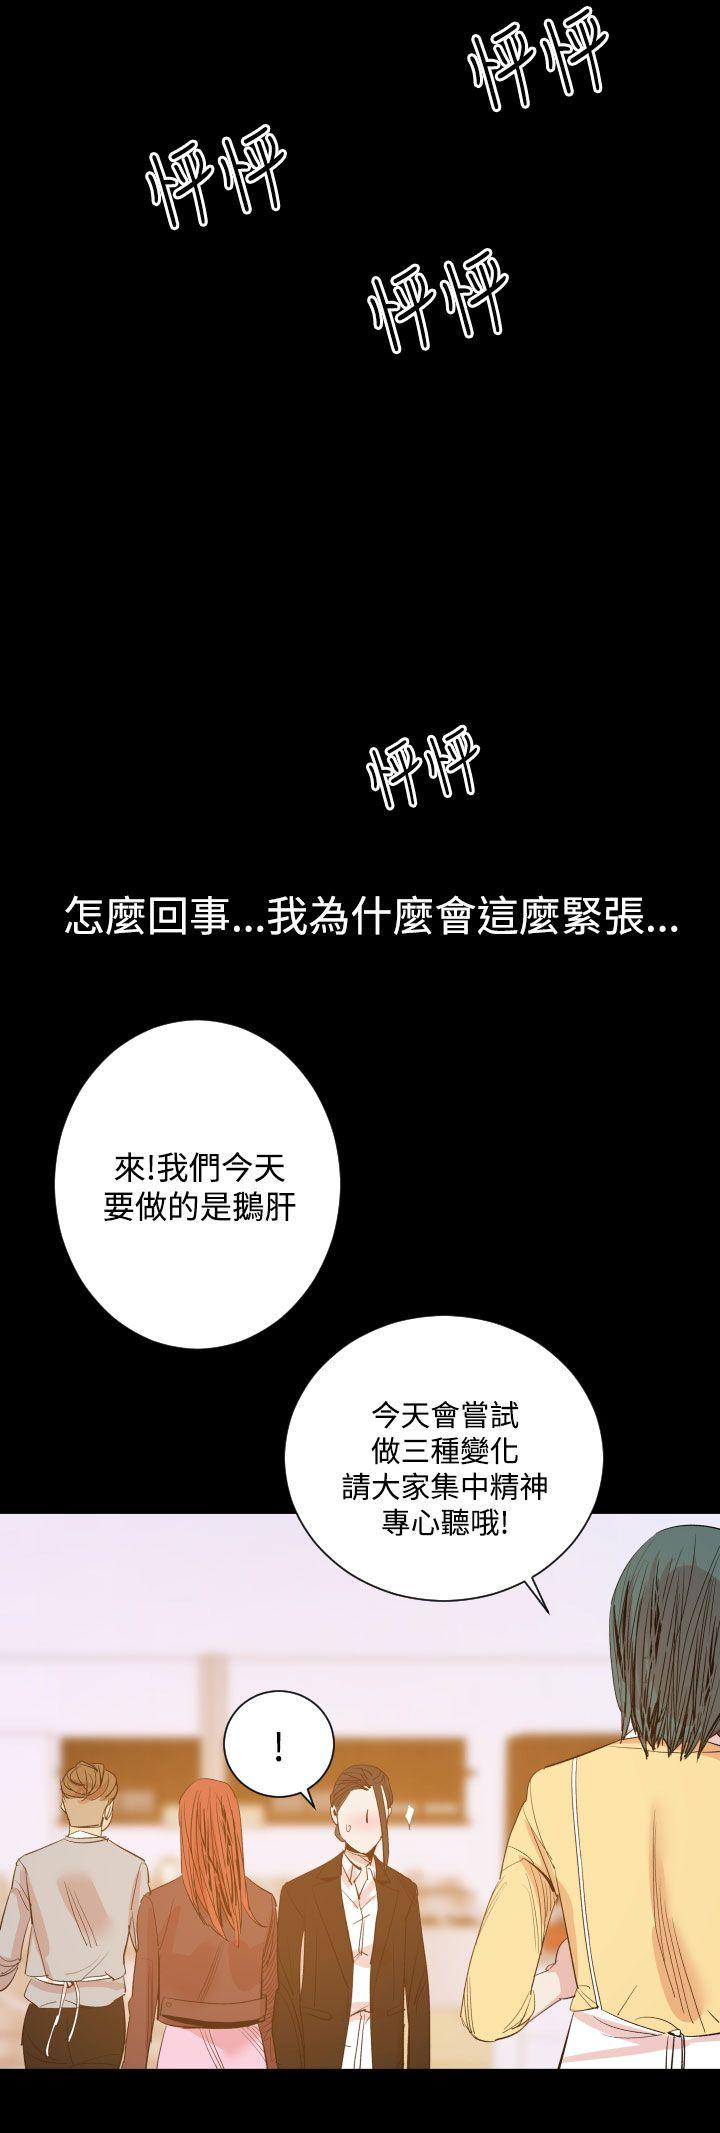 怦怦
怦怦
怦怦
怦怦
怎麼回事...我為什麼會這麼緊張...
來!我們今天
要做的是鵝肝
今天會嘗試
做三種變化
請大家集中精神
專心聽哦!
!